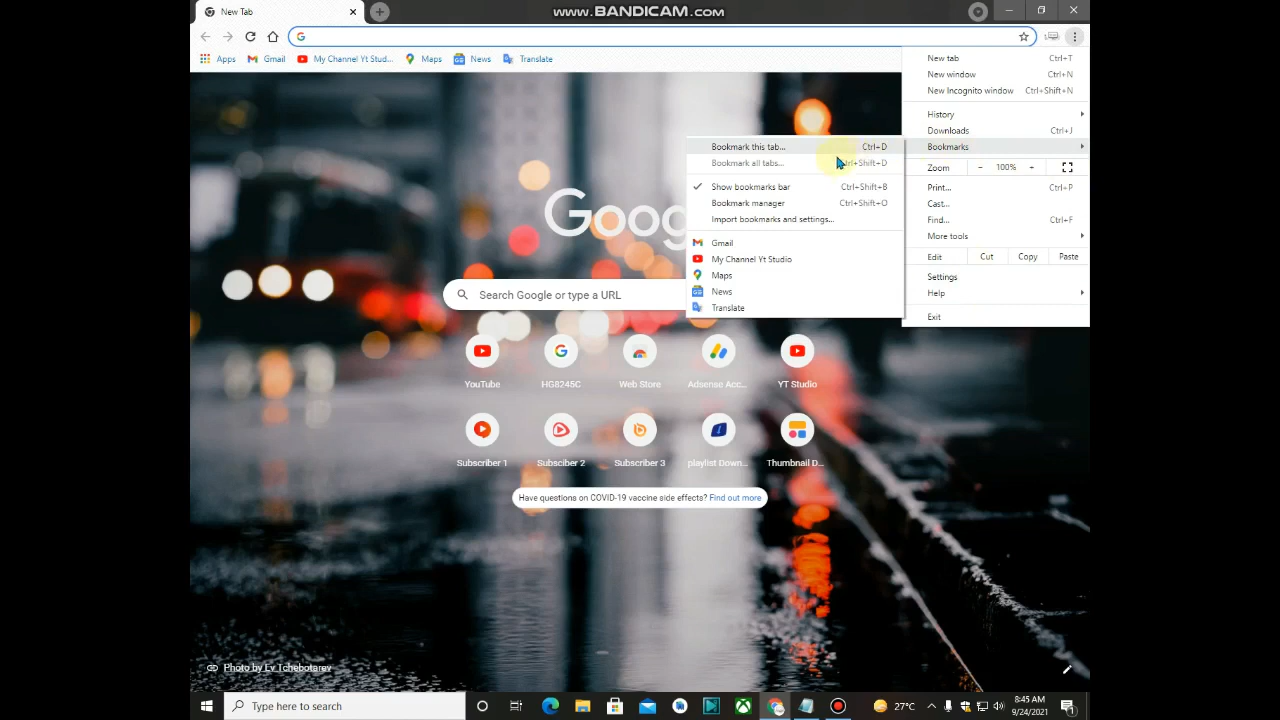 New Tab
WWW.BANDICAM.COM
Apps
Gmail
My Channel Yt Stud...
Maps
News
Translate
New tab Ctrl+T
New window Ctrl+N
New Incognito window Ctrl+Shift+N
History
Downloads Ctrl+J
Bookmarks
Zoom - 100% +
Print... Ctrl+P
Cast...
Find... Ctrl+F
More tools
Edit Cut Copy Paste
Settings
Help
Exit
Bookmark this tab... Ctrl+D
Bookmark all tabs... Ctrl+Shift+D
Show bookmarks bar Ctrl+Shift+B
Bookmark manager Ctrl+Shift+O
Import bookmarks and settings...
Gmail
My Channel Yt Studio
Maps
News
Translate
Goog
Search Google or type a URL
YouTube
HG8245C
Web Store
Adsense Acc...
YT Studio
Subscriber 1
Subsciber 2
Subscriber 3
playlist Down...
Thumbnail D...
Have questions on COVID-19 vaccine side effects? Find out more
Photo by Ev Tchebotarev
Type here to search
27°C
8:45 AM
9/24/2021